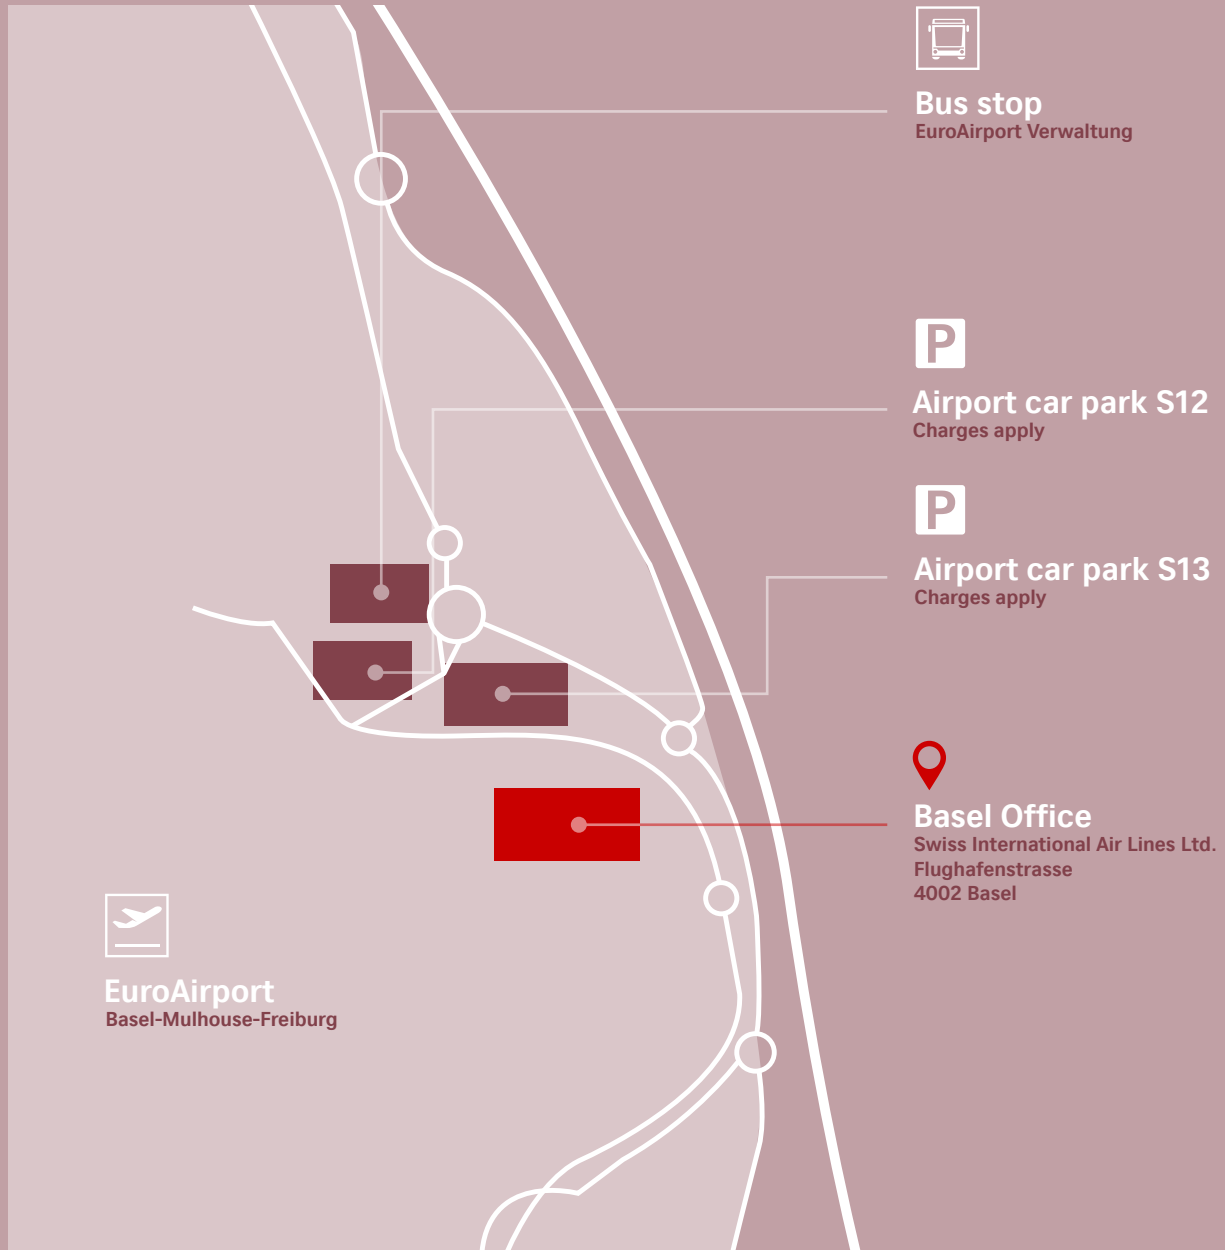 Bus stop
EuroAirport Verwaltung
P
Airport car park S12
Charges apply
P
Airport car park S13
Charges apply
Basel Office
Swiss International Air Lines Ltd.
Flughafenstrasse
4002 Basel
EuroAirport
Basel-Mulhouse-Freiburg